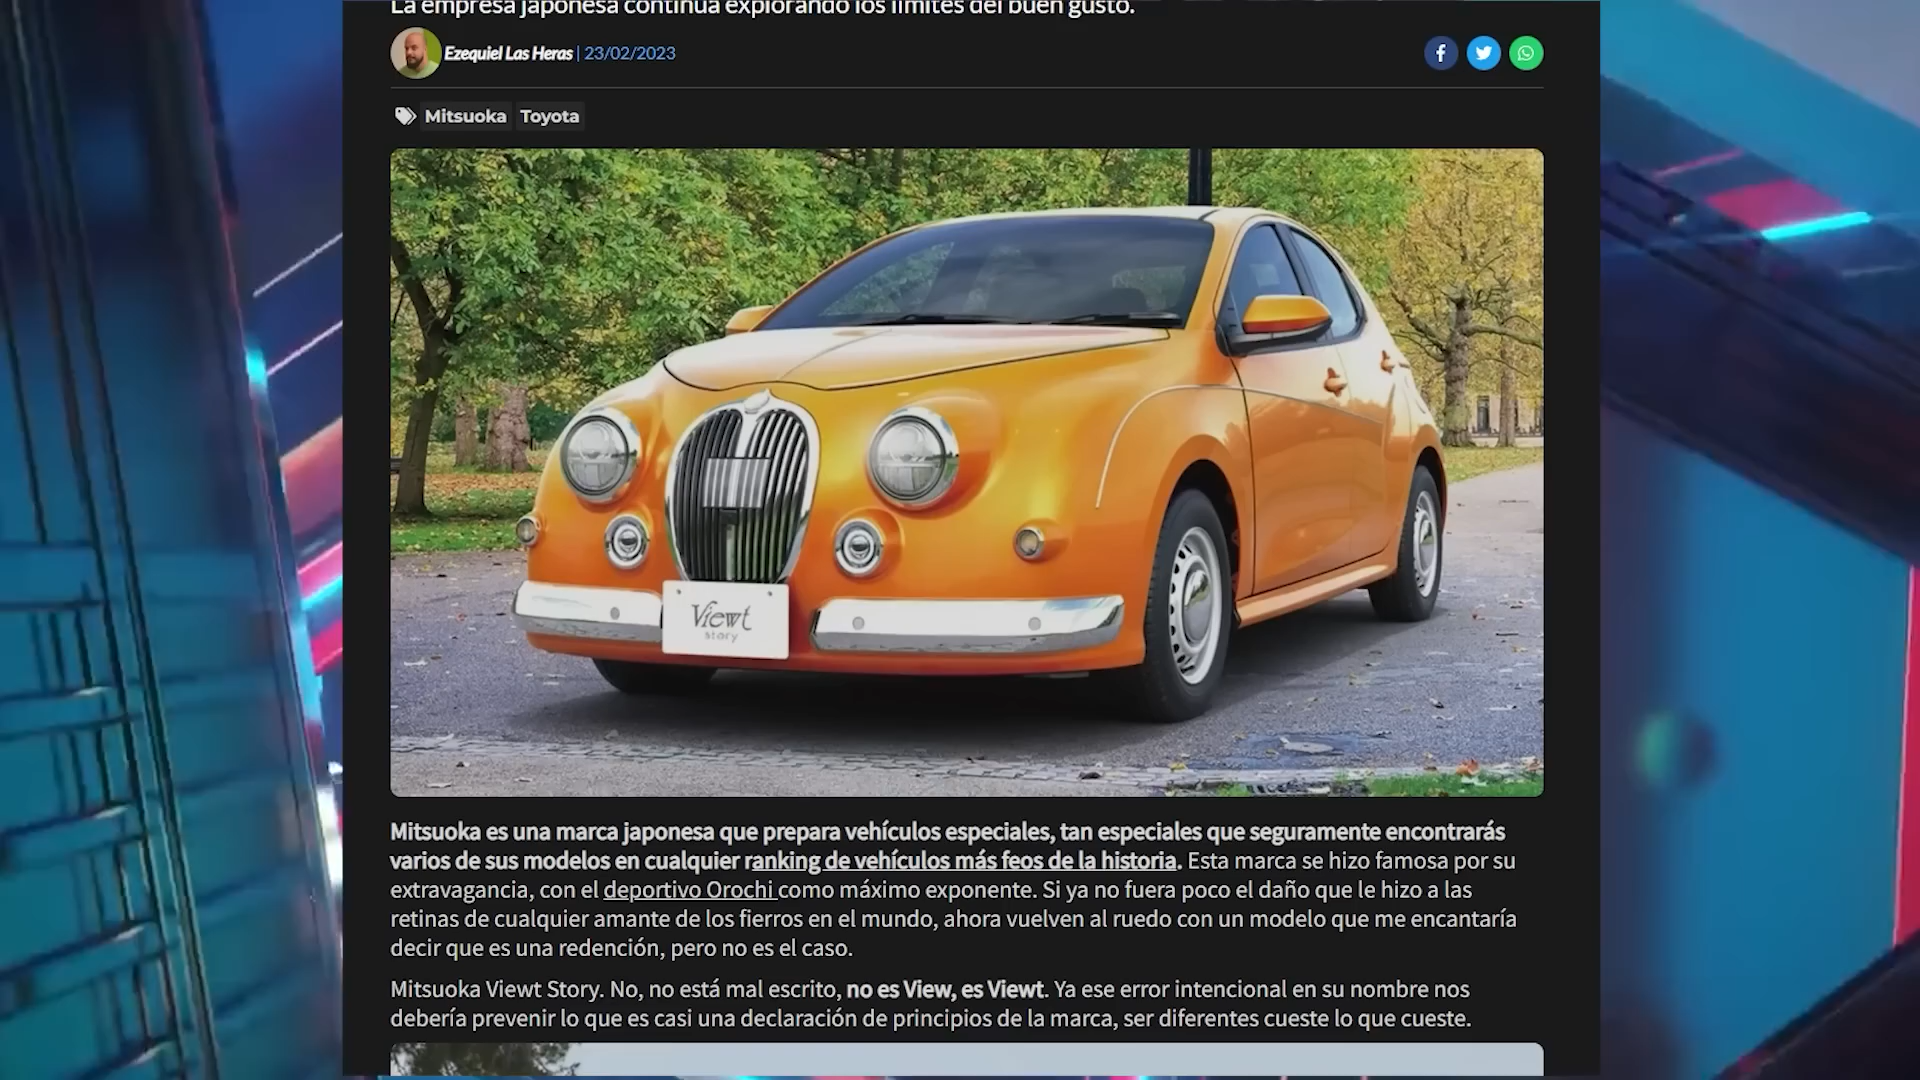 La empresa japonesa continúa explorando los límites del buen gusto.
Ezequiel Las Heras | 23/02/2023
Mitsuoka Toyota
Viewt
story
Mitsuoka es una marca japonesa que prepara vehículos especiales, tan especiales que seguramente encontrarás
varios de sus modelos en cualquier ranking de vehículos más feos de la historia. Esta marca se hizo famosa por su
extravagancia, con el deportivo Orochi como máximo exponente. Si ya no fuera poco el daño que le hizo a las
retinas de cualquier amante de los fierros en el mundo, ahora vuelven al ruedo con un modelo que me encantaría
decir que es una redención, pero no es el caso.
Mitsuoka Viewt Story. No, no está mal escrito, no es View, es Viewt. Ya ese error intencional en su nombre nos
debería prevenir lo que es casi una declaración de principios de la marca, ser diferentes cueste lo que cueste.